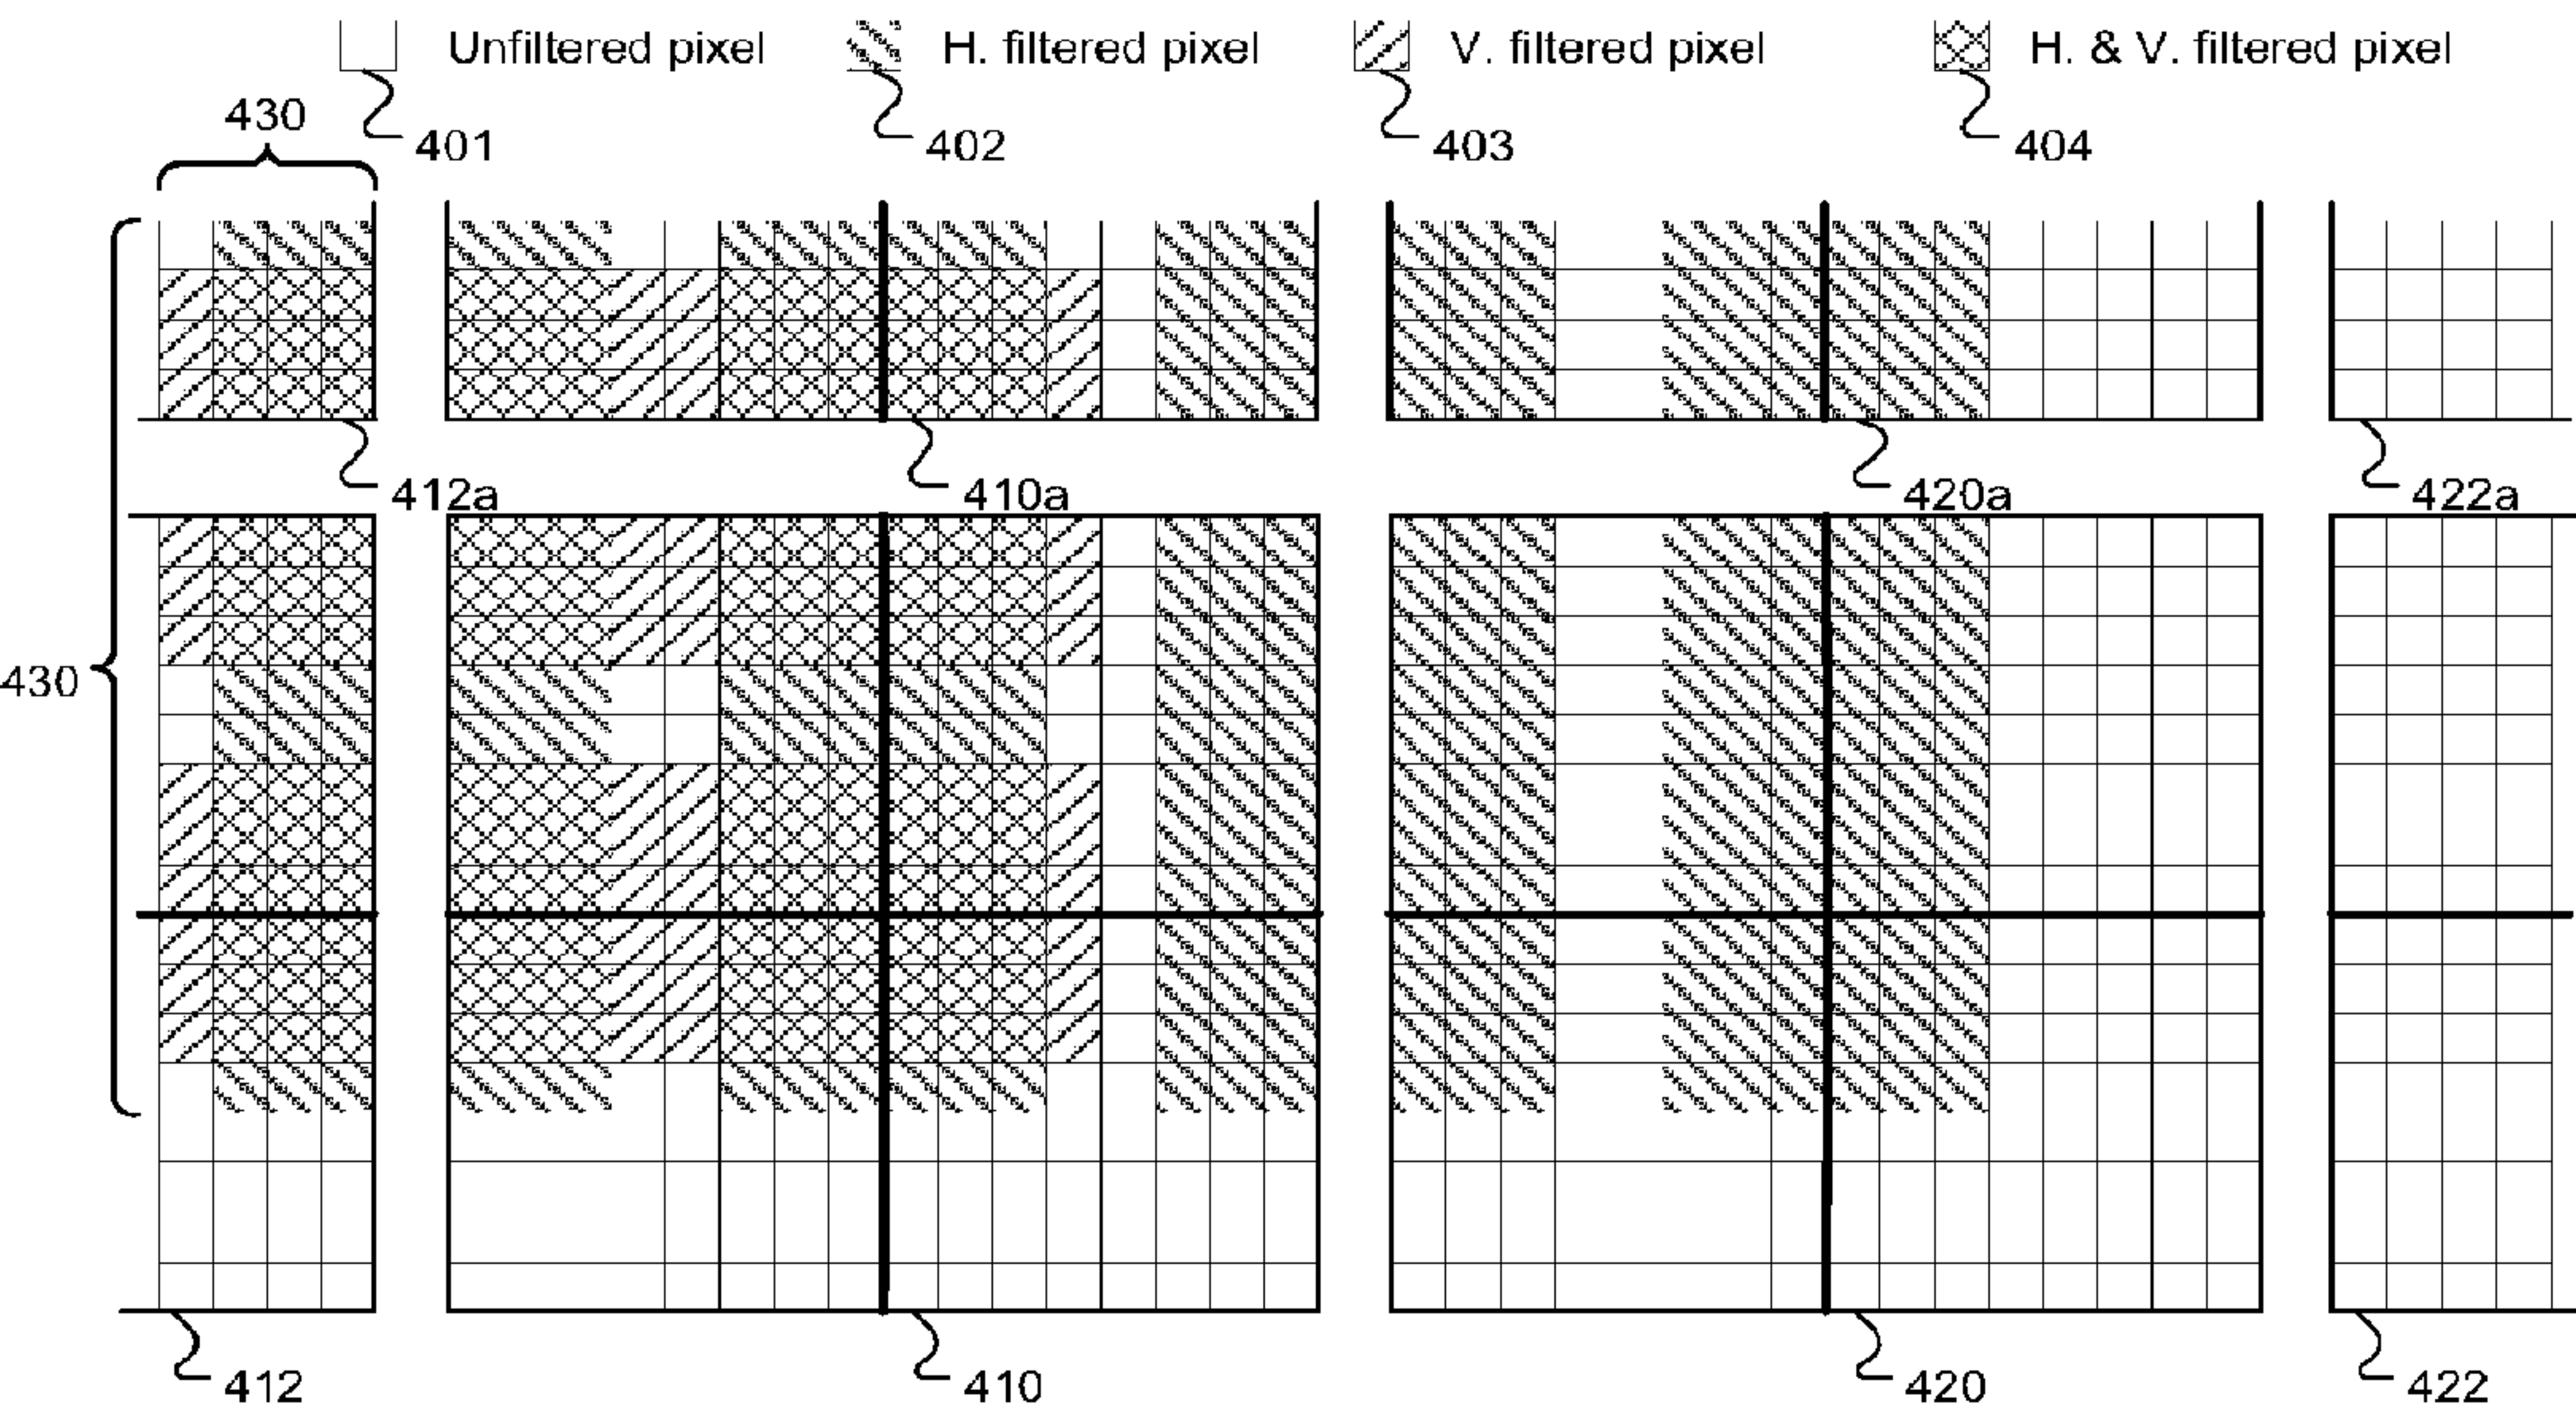 Unfiltered pixel H. filtered pixel V. filtered pixel H. & V. filtered pixel
430 401 402 403 404
412a 410a 420a 422a
430
412 410 420 422